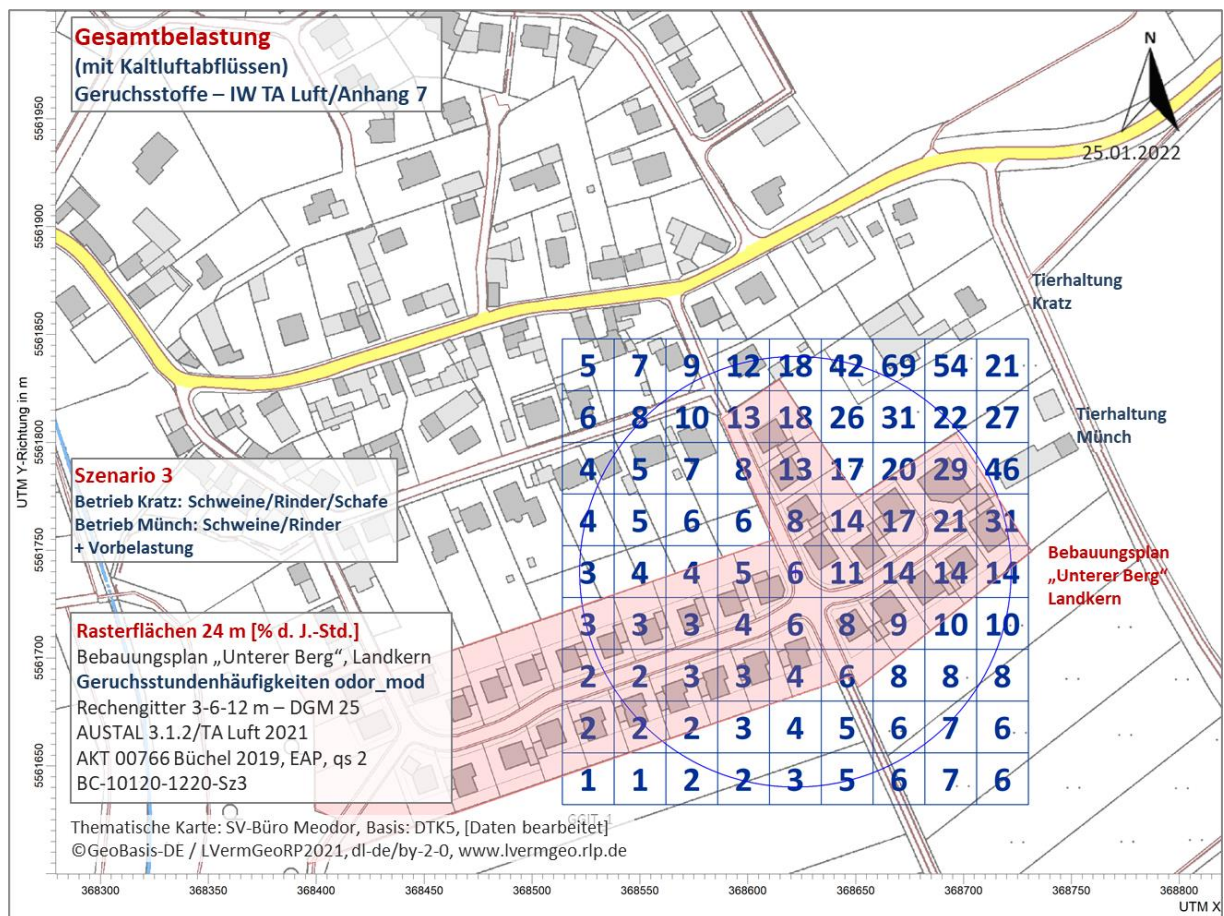 Gesamtbelastung
(mit Kaltluftabflüssen)
Geruchsstoffe – IW TA Luft/Anhang 7
N
25.01.2022
Tierhaltung
Kratz
Tierhaltung
Münch
Szenario 3
Betrieb Kratz: Schweine/Rinder/Schafe
Betrieb Münch: Schweine/Rinder
+ Vorbelastung
Bebauungsplan
„Unterer Berg“
Landkern
5 7 9 12 18 42 69 54 21
6 8 10 13 18 26 31 22 27
4 5 7 8 13 17 20 29 46
4 5 6 6 8 14 17 21 31
3 4 4 5 6 11 14 14 14
3 3 3 4 6 8 9 10 10
2 2 3 3 4 6 8 8 8
2 2 2 3 4 5 6 7 6
1 1 2 2 3 5 6 7 6
Rasterflächen 24 m [% d. J.-Std.]
Bebauungsplan „Unterer Berg“, Landkern
Geruchsstundenhäufigkeiten odor_mod
Rechengitter 3-6-12 m – DGM 25
AUSTAL 3.1.2/TA Luft 2021
AKT 00766 Büchel 2019, EAP, qs 2
BC-10120-1220-Sz3
Thematische Karte: SV-Büro Meodor, Basis: DTK5, [Daten bearbeitet]
©GeoBasis-DE / LVermGeoRP2021, dl-de/by-2-0, www.lvermgeo.rlp.de
UTM Y-Richtung in m
5561950
5561900
5561850
5561800
5561750
5561700
5561650
368300 368350 368400 368450 368500 368550 368600 368650 368700 368750 368800
UTM X